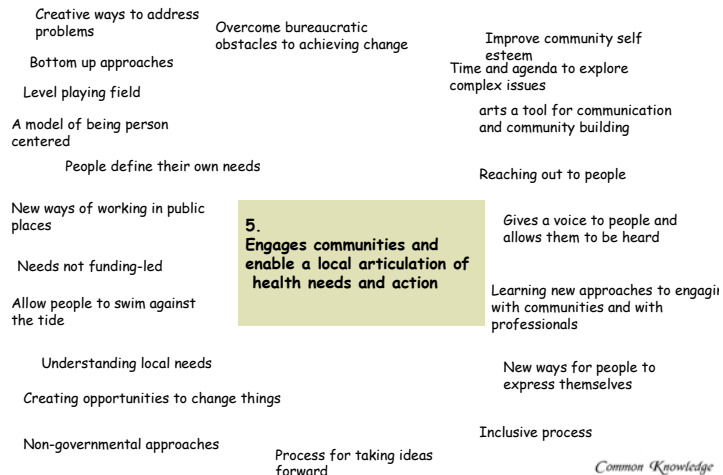 Creative ways to address
problems
Overcome bureaucratic
obstacles to achieving change
Improve community self
esteem
Bottom up approaches
Time and agenda to explore
complex issues
Level playing field
arts a tool for communication
and community building
A model of being person
centered
People define their own needs
Reaching out to people
New ways of working in public
places
5.
Engages communities and
enable a local articulation of
health needs and action
Gives a voice to people and
allows them to be heard
Needs not funding-led
Allow people to swim against
the tide
Learning new approaches to engagin
with communities and with
professionals
Understanding local needs
New ways for people to
express themselves
Creating opportunities to change things
Inclusive process
Non-governmental approaches
Process for taking ideas
forward
Common Knowledge